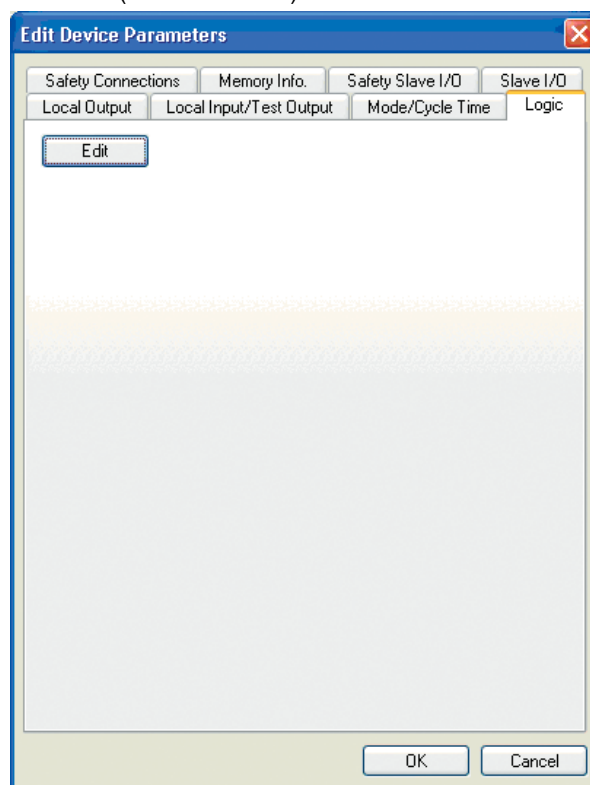 Edit Device Parameters
Safety Connections Memory Info. Safety Slave I/O Slave I/O
Local Output Local Input/Test Output Mode/Cycle Time Logic
Edit
OK Cancel